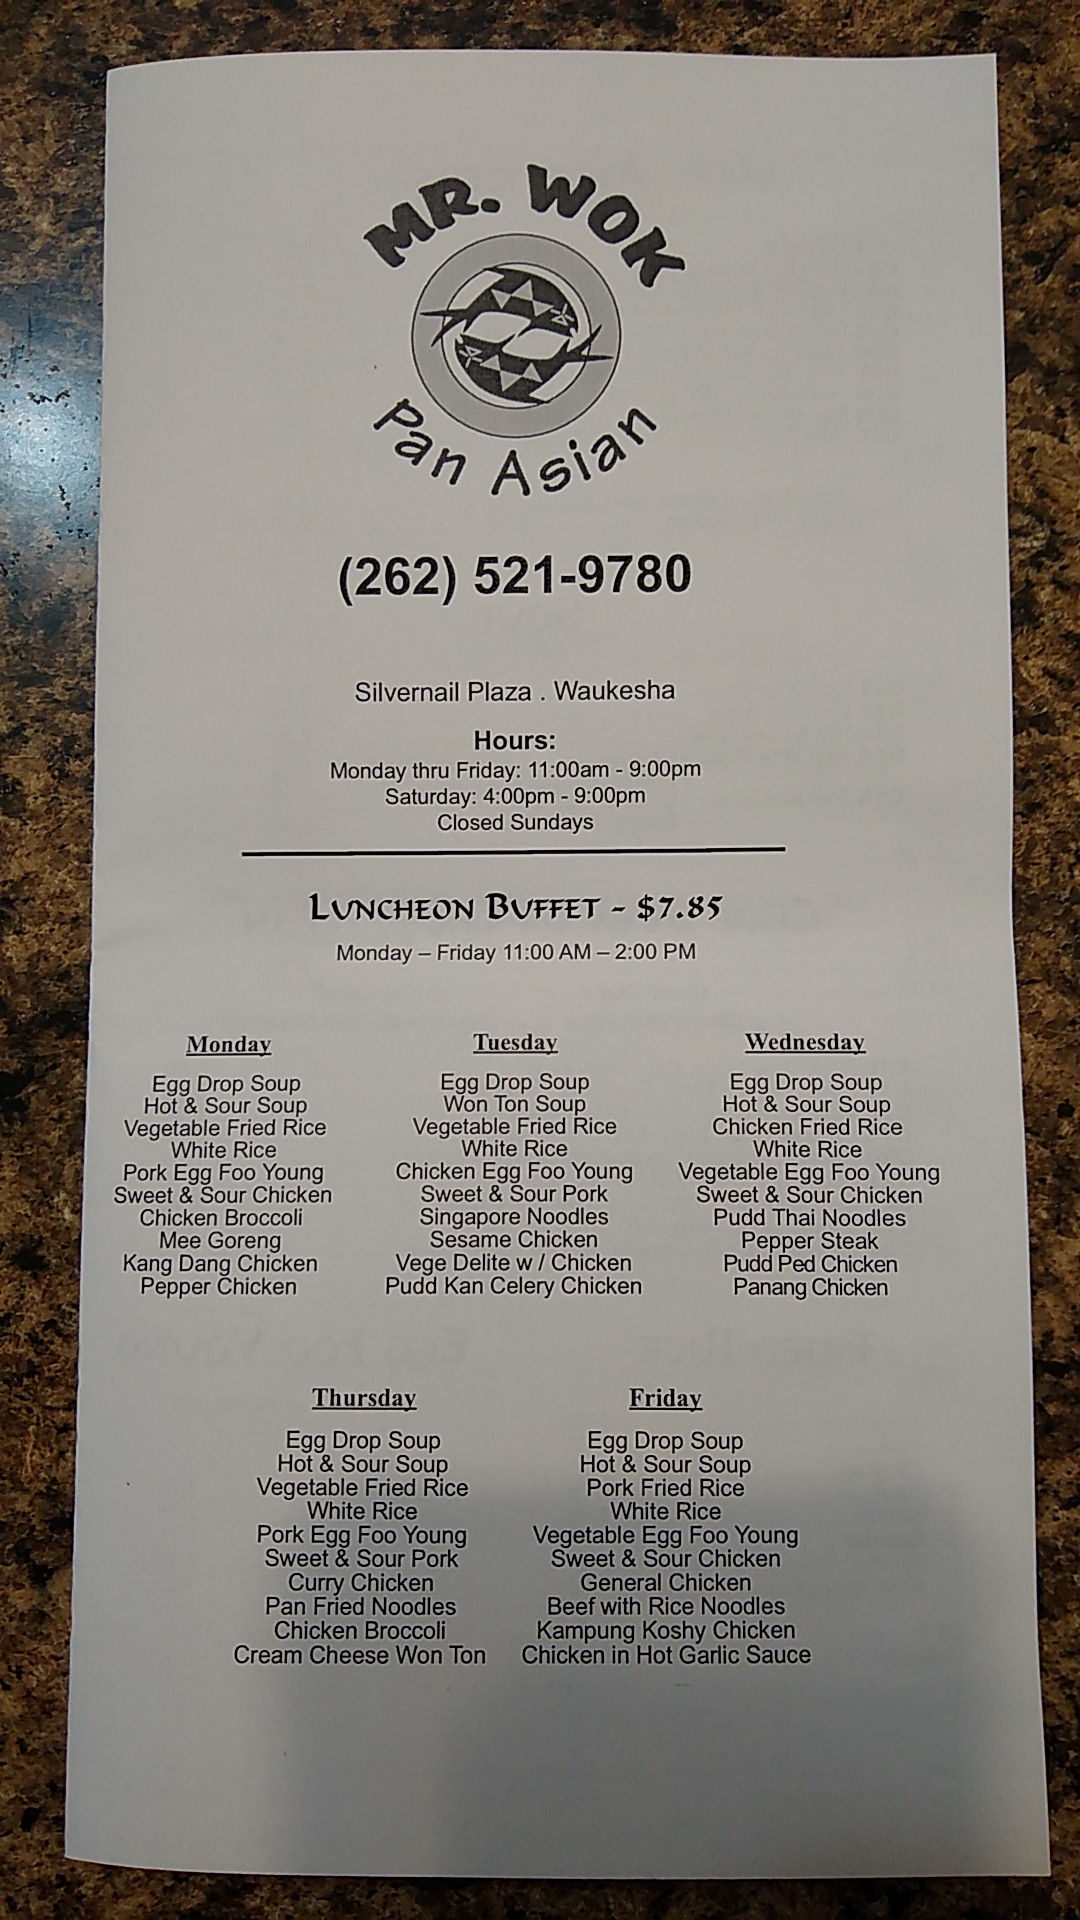 MR. WOK
Pan Asian
(262) 521-9780
Silvernail Plaza . Waukesha
Hours:
Monday thru Friday: 11:00am - 9:00pm
Saturday: 4:00pm - 9:00pm
Closed Sundays
LUNCHEON BUFFET - $7.85
Monday – Friday 11:00 AM – 2:00 PM
Monday
Egg Drop Soup
Hot & Sour Soup
Vegetable Fried Rice
White Rice
Pork Egg Foo Young
Sweet & Sour Chicken
Chicken Broccoli
Mee Goreng
Kang Dang Chicken
Pepper Chicken
Tuesday
Egg Drop Soup
Won Ton Soup
Vegetable Fried Rice
White Rice
Chicken Egg Foo Young
Sweet & Sour Pork
Singapore Noodles
Sesame Chicken
Vege Delite w / Chicken
Pudd Kan Celery Chicken
Wednesday
Egg Drop Soup
Hot & Sour Soup
Chicken Fried Rice
White Rice
Vegetable Egg Foo Young
Sweet & Sour Chicken
Pudd Thai Noodles
Pepper Steak
Pudd Ped Chicken
Panang Chicken
Thursday
Egg Drop Soup
Hot & Sour Soup
Vegetable Fried Rice
White Rice
Pork Egg Foo Young
Sweet & Sour Pork
Curry Chicken
Pan Fried Noodles
Chicken Broccoli
Cream Cheese Won Ton
Friday
Egg Drop Soup
Hot & Sour Soup
Pork Fried Rice
White Rice
Vegetable Egg Foo Young
Sweet & Sour Chicken
General Chicken
Beef with Rice Noodles
Kampung Koshy Chicken
Chicken in Hot Garlic Sauce